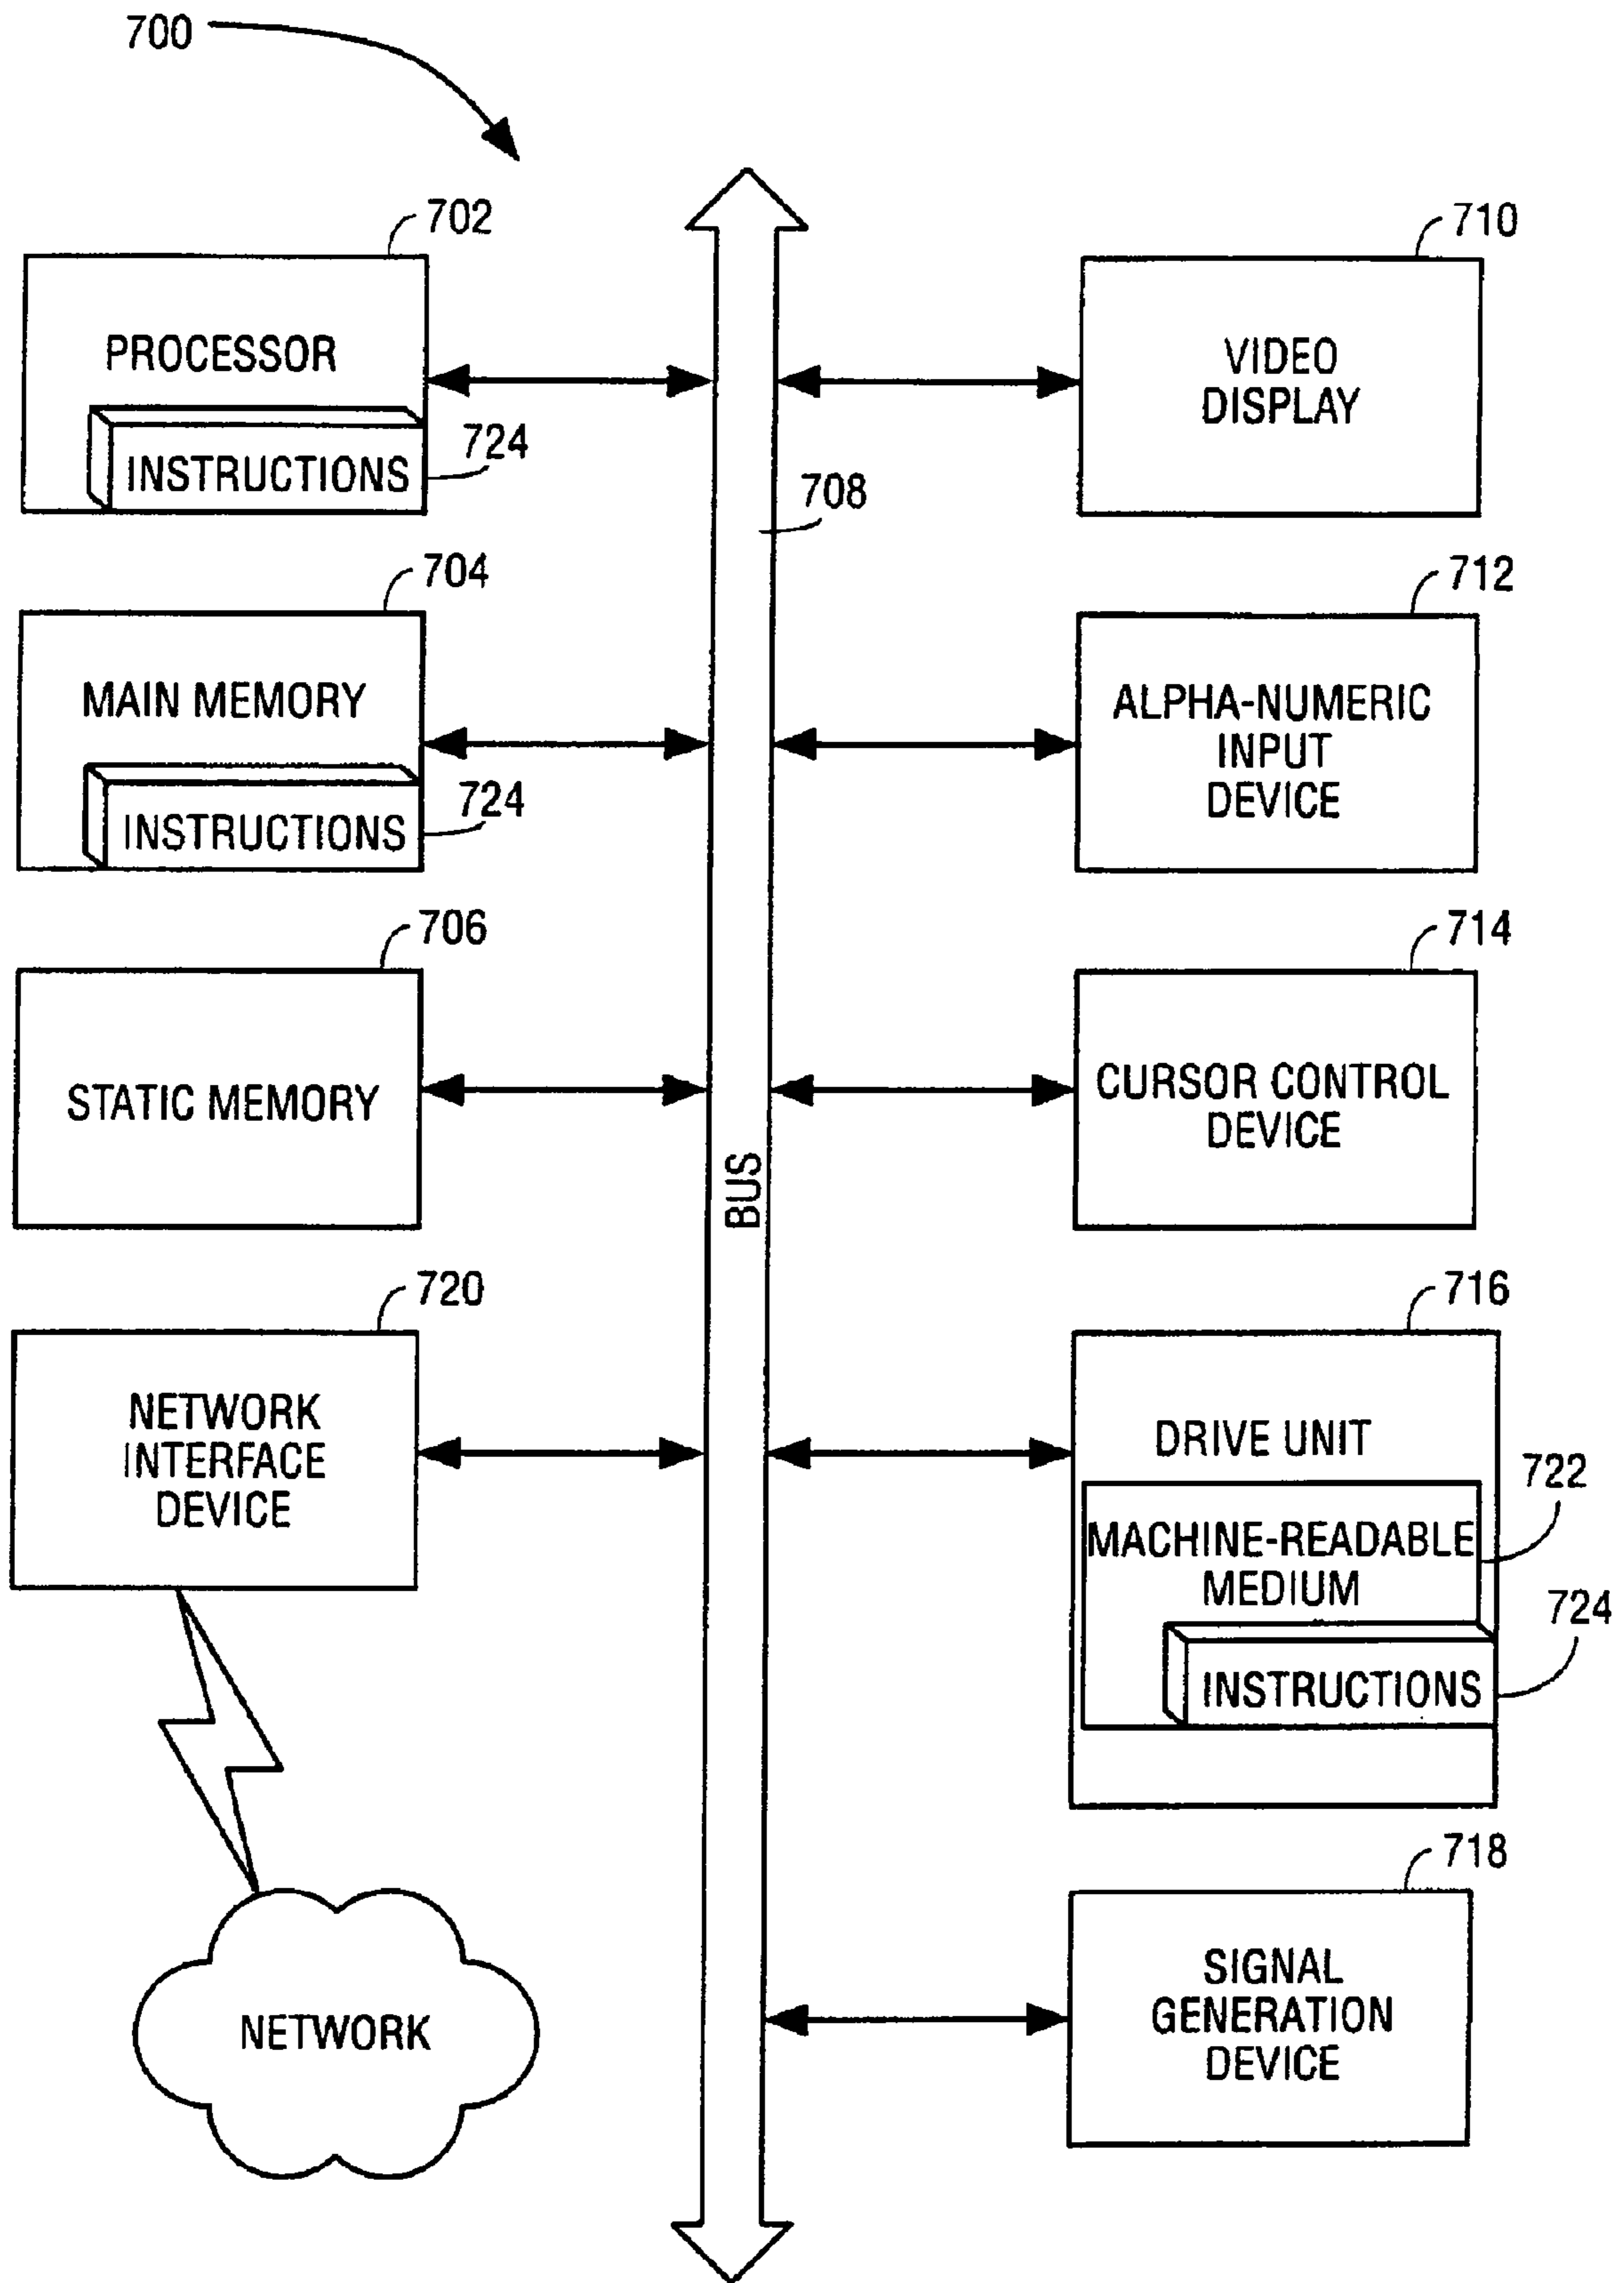 700
702
PROCESSOR
INSTRUCTIONS
724
704
MAIN MEMORY
INSTRUCTIONS
724
706
STATIC MEMORY
720
NETWORK
INTERFACE
DEVICE
NETWORK
708
BUS
710
VIDEO
DISPLAY
712
ALPHA-NUMERIC
INPUT
DEVICE
714
CURSOR CONTROL
DEVICE
716
DRIVE UNIT
722
MACHINE-READABLE
MEDIUM
724
INSTRUCTIONS
718
SIGNAL
GENERATION
DEVICE